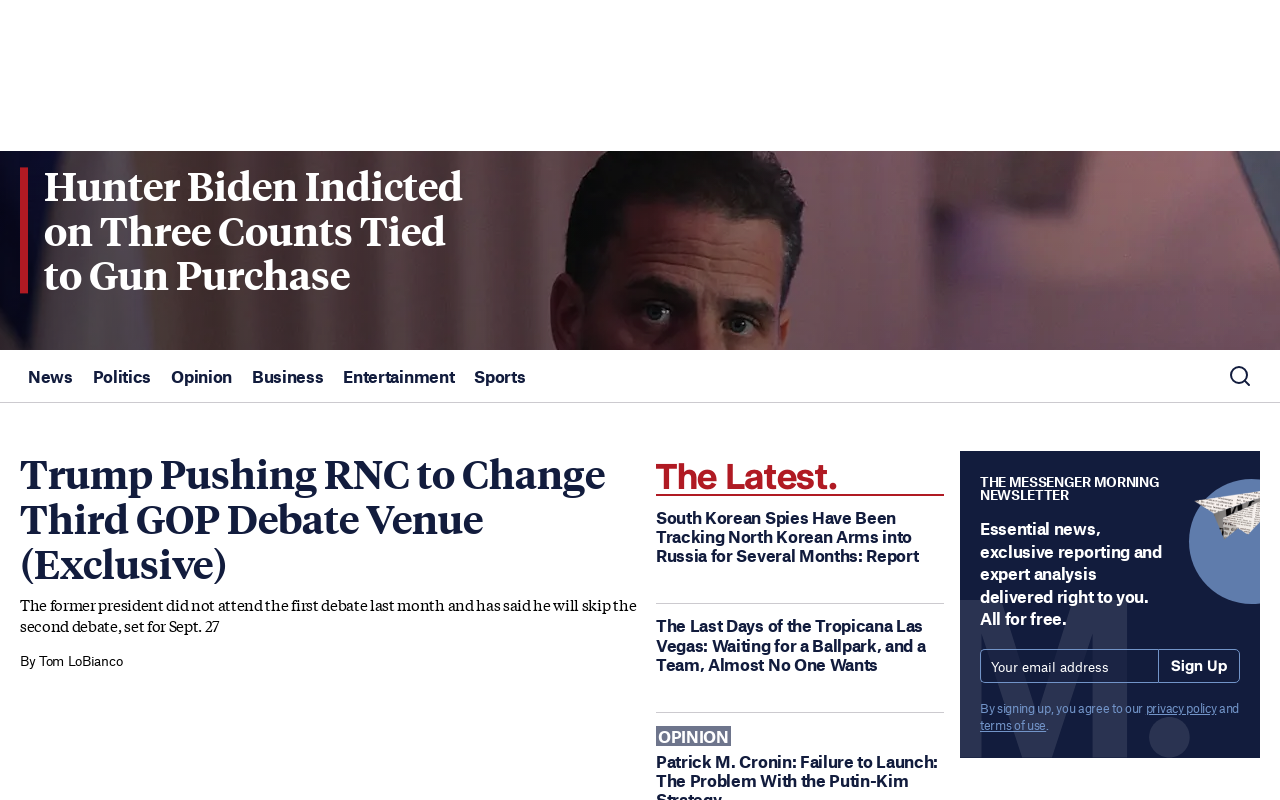 Hunter Biden Indicted
on Three Counts Tied
to Gun Purchase
News Politics Opinion Business Entertainment Sports
Trump Pushing RNC to Change
Third GOP Debate Venue
(Exclusive)
The former president did not attend the first debate last month and has said he will skip the
second debate, set for Sept. 27
By Tom LoBianco
The Latest.
South Korean Spies Have Been
Tracking North Korean Arms into
Russia for Several Months: Report
The Last Days of the Tropicana Las
Vegas: Waiting for a Ballpark, and a
Team, Almost No One Wants
OPINION
Patrick M. Cronin: Failure to Launch:
The Problem With the Putin-Kim
Strategy
THE MESSENGER MORNING
NEWSLETTER
Essential news,
exclusive reporting and
expert analysis
delivered right to you.
All for free.
Your email address Sign Up
By signing up, you agree to our privacy policy and
terms of use.
M.